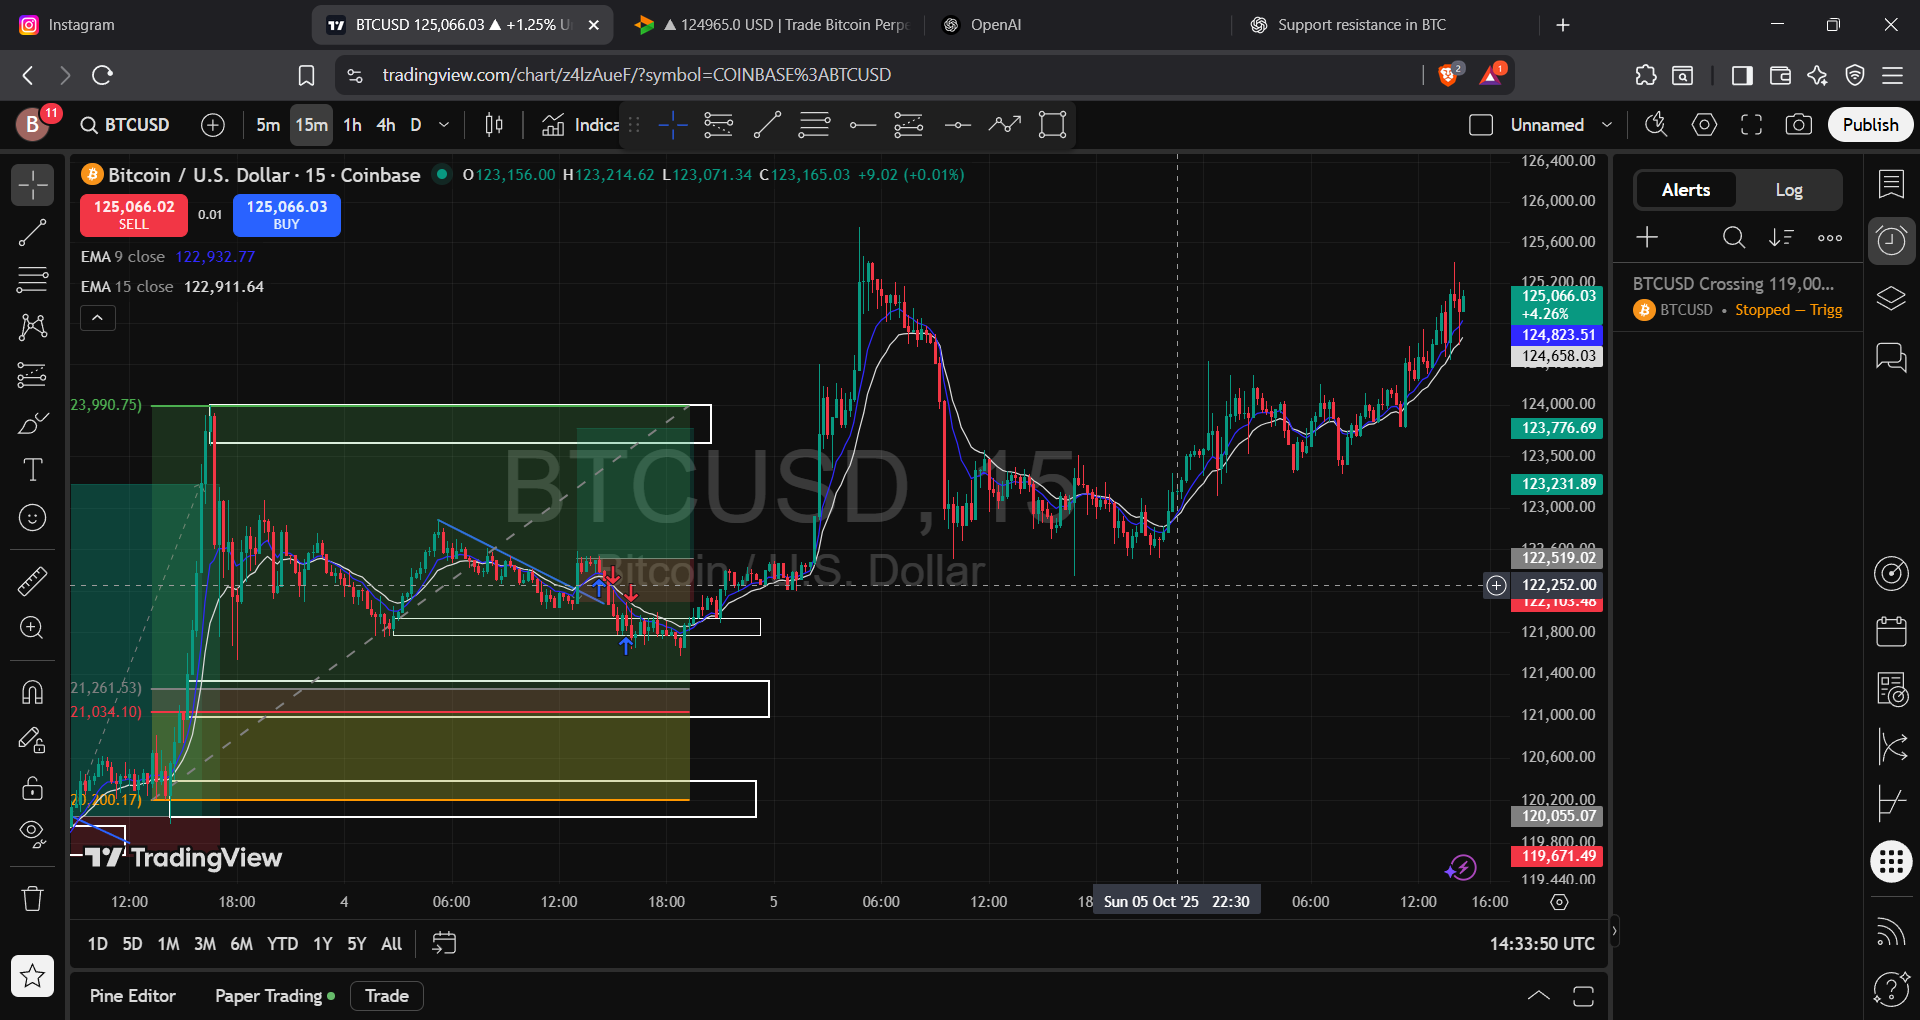 Instagram
BTCUSD 125,066.03 ▲ +1.25% U
▲ 124965.0 USD | Trade Bitcoin Perpe
OpenAI
Support resistance in BTC
tradingview.com/chart/z4lzAueF/?symbol=COINBASE%3ABTCUSD
2
1
B
11
BTCUSD
5m
15m
1h
4h
D
Indica
Unnamed
Publish
Bitcoin / U.S. Dollar · 15 · Coinbase
O123,156.00 H123,214.62 L123,071.34 C123,165.03 +9.02 (+0.01%)
125,066.02
SELL
0.01
125,066.03
BUY
EMA 9 close 122,932.77
EMA 15 close 122,911.64
23,990.75)
21,261.53)
21,034.10)
20,200.17)
BTCUSD, 15
Bitcoin / U.S. Dollar
TradingView
126,400.00
126,000.00
125,600.00
125,200.00
125,066.03
+4.26%
124,823.51
124,658.03
124,000.00
123,776.69
123,500.00
123,231.89
123,000.00
122,519.02
122,252.00
122,103.48
121,800.00
121,400.00
121,000.00
120,600.00
120,200.00
120,055.07
119,800.00
119,671.49
119,440.00
12:00
18:00
4
06:00
12:00
18:00
5
06:00
12:00
18
Sun 05 Oct '25 22:30
06:00
12:00
16:00
1D
5D
1M
3M
6M
YTD
1Y
5Y
All
14:33:50 UTC
Pine Editor
Paper Trading
Trade
Alerts
Log
BTCUSD Crossing 119,00...
BTCUSD • Stopped — Trigg